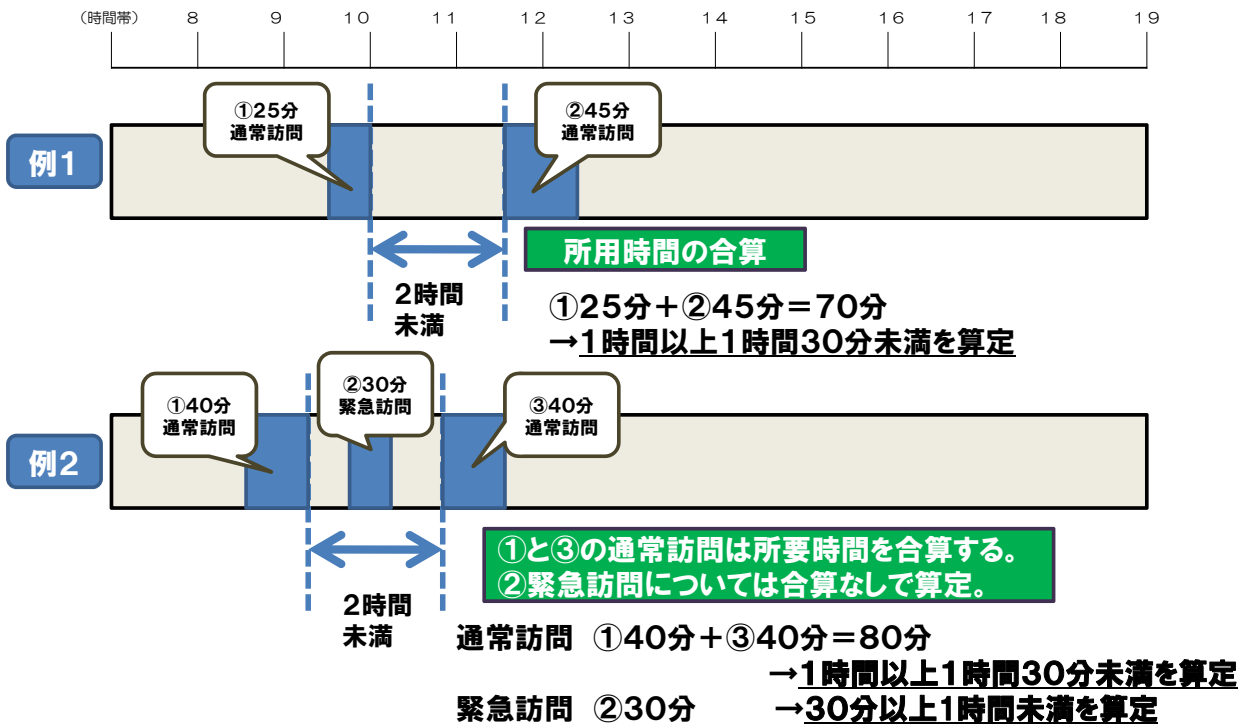 (時間帯) 8 9 10 11 12 13 14 15 16 17 18 19
①25分
通常訪問
②45分
通常訪問
例1
所用時間の合算
2時間
未満
①25分+②45分=70分
→1時間以上1時間30分未満を算定
①40分
通常訪問
②30分
緊急訪問
③40分
通常訪問
例2
①と③の通常訪問は所要時間を合算する。
②緊急訪問については合算なしで算定。
2時間
未満
通常訪問 ①40分+③40分=80分
→1時間以上1時間30分未満を算定
緊急訪問 ②30分 →30分以上1時間未満を算定